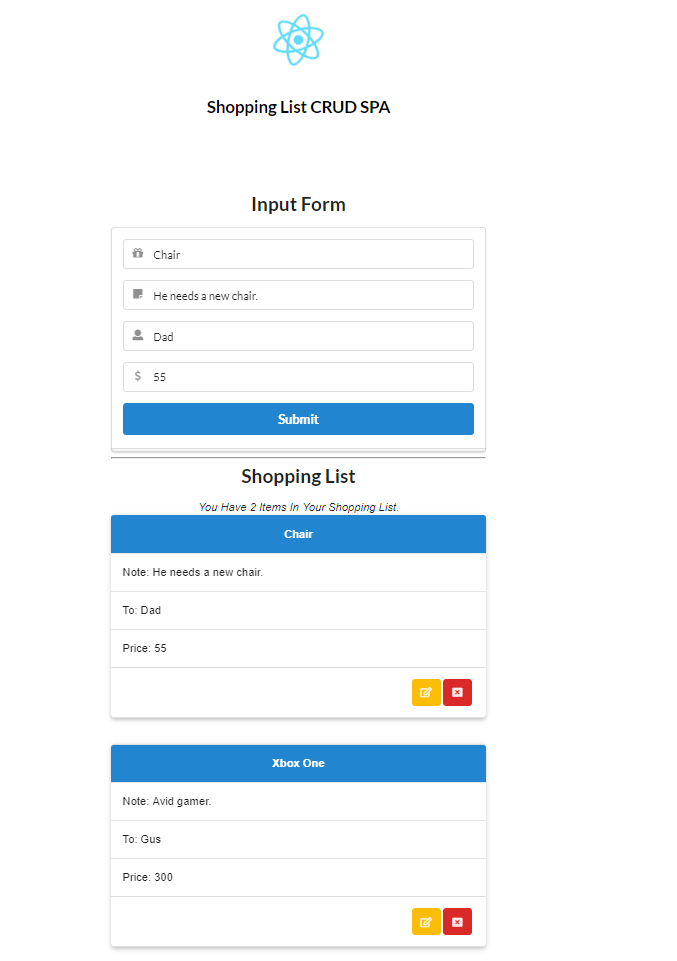 Shopping List CRUD SPA
Input Form
Chair
He needs a new chair.
Dad
$ 55
Submit
Shopping List
You Have 2 Items In Your Shopping List.
Chair
Note: He needs a new chair.
To: Dad
Price: 55
Xbox One
Note: Avid gamer.
To: Gus
Price: 300